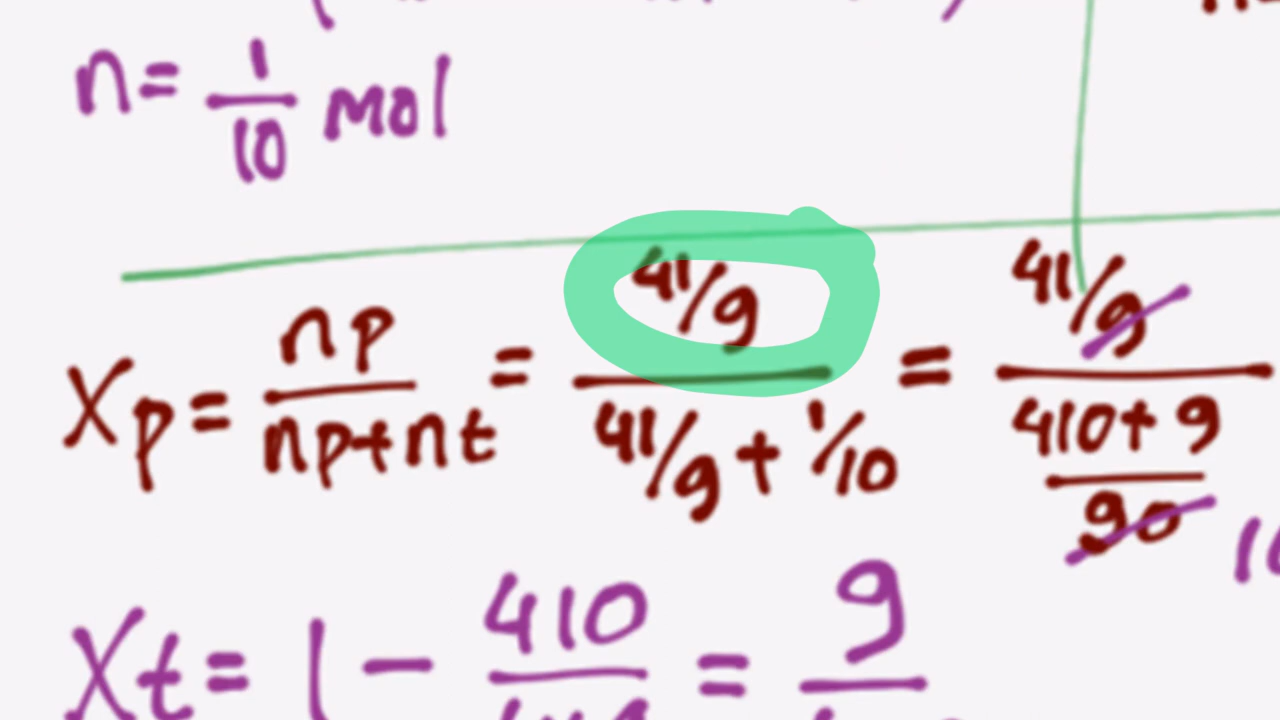 n = 1/10 mol
Xp = np/(np+nt) = (41/9)/(41/9 + 1/10) = (41/9)/((410+9)/90)
Xt = 1 - 410/419 = 9/